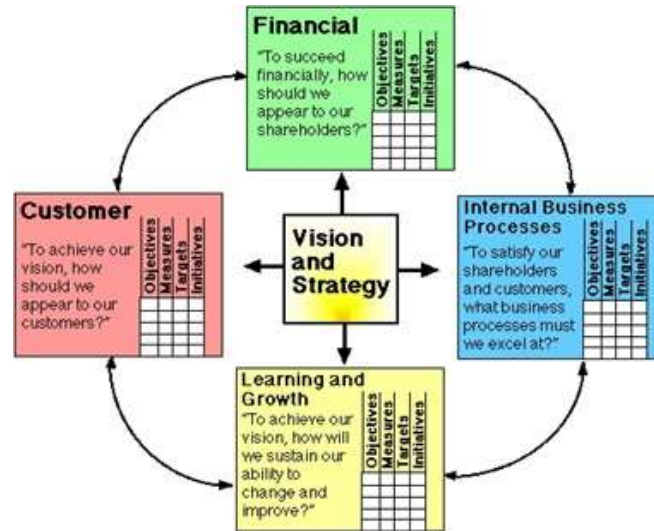 Financial
"To succeed
financially, how
should we
appear to our
shareholders?"
Objectives
Measures
Targets
Initiatives
Customer
"To achieve our
vision, how
should we
appear to our
customers?"
Objectives
Measures
Targets
Initiatives
Vision
and
Strategy
Internal Business
Processes
"To satisfy our
shareholders
and customers,
what business
processes must
we excel at?"
Objectives
Measures
Targets
Initiatives
Learning and
Growth
"To achieve our
vision, how will
we sustain our
ability to
change and
improve?"
Objectives
Measures
Targets
Initiatives